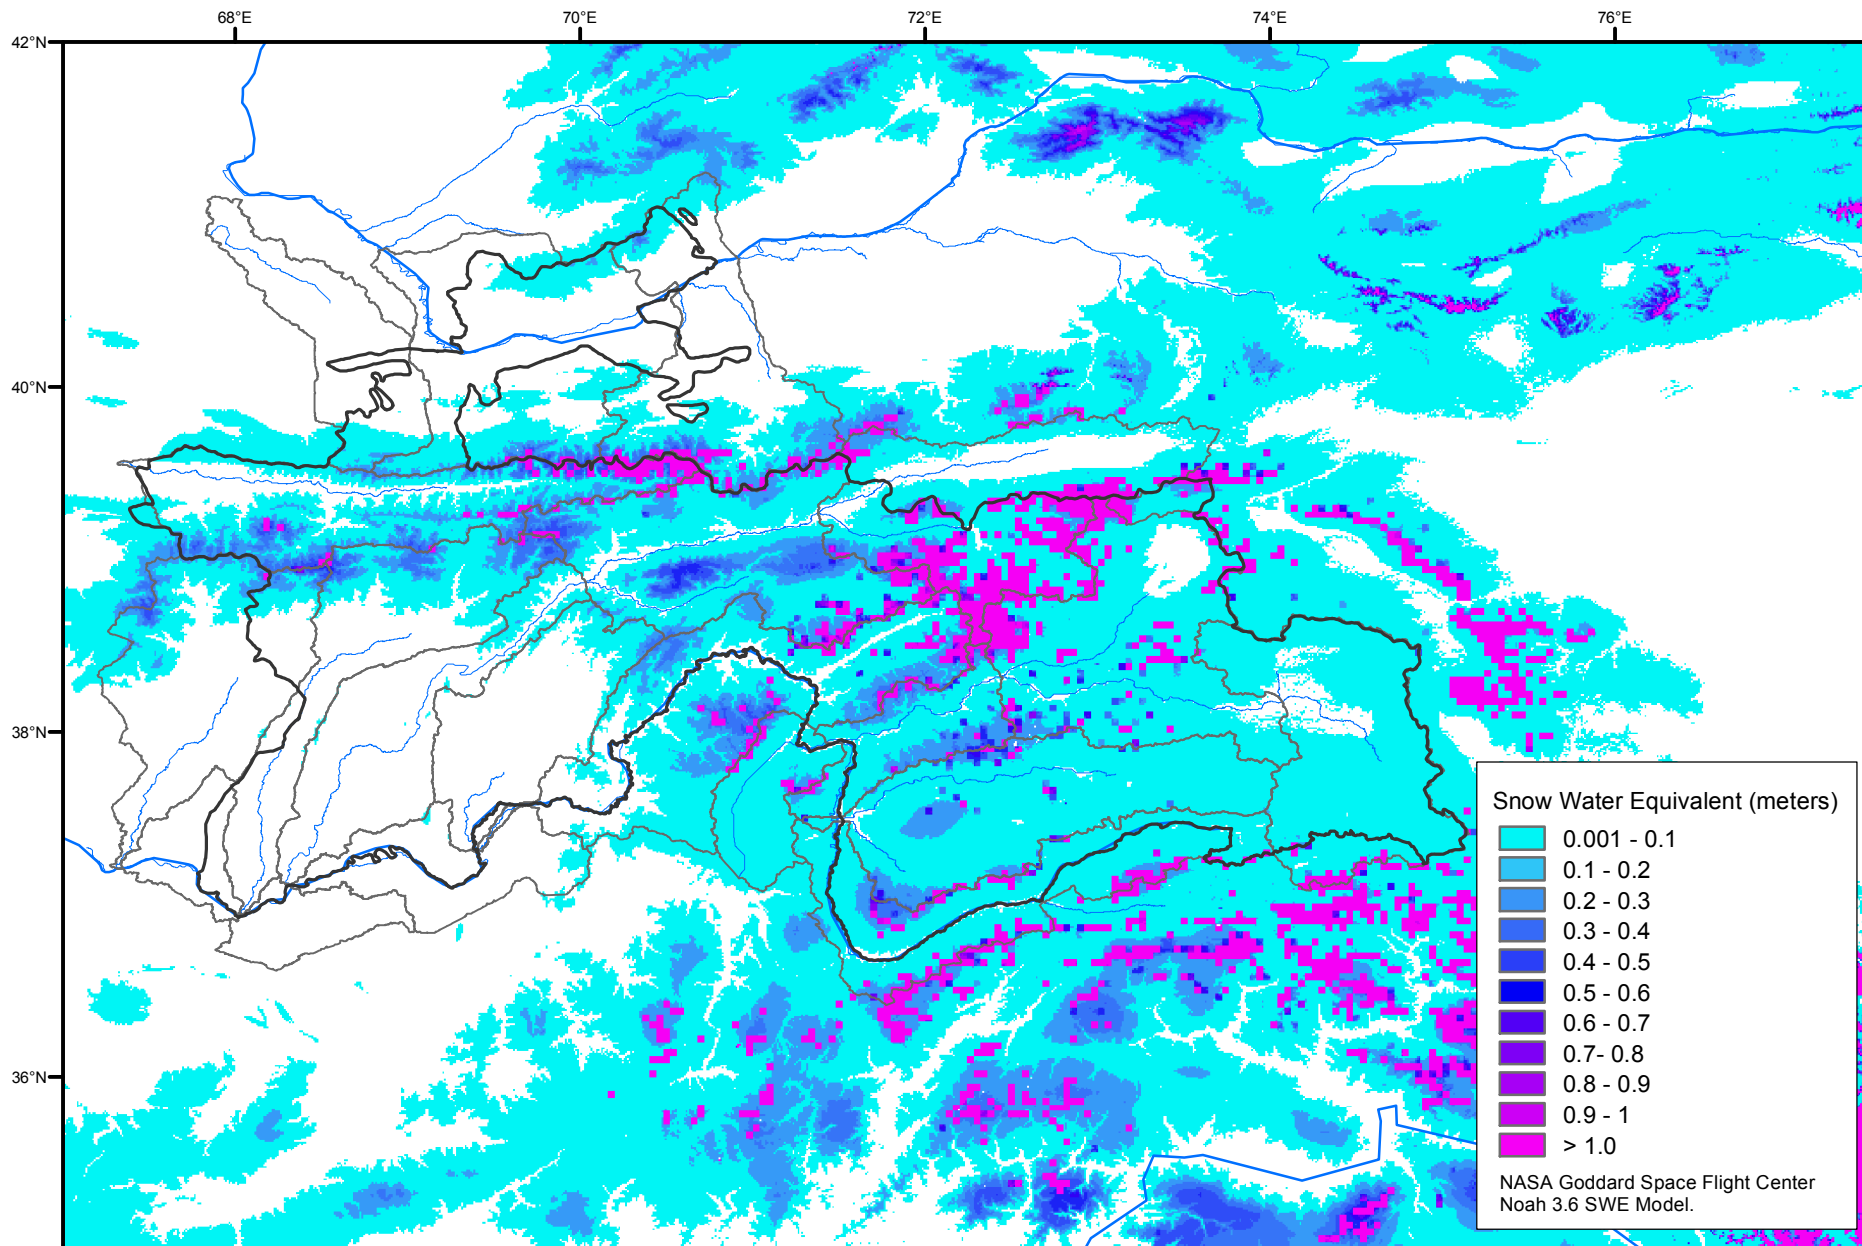 68°E
70°E
72°E
74°E
76°E
42°N
40°N
38°N
36°N
Snow Water Equivalent (meters)
0.001 - 0.1
0.1 - 0.2
0.2 - 0.3
0.3 - 0.4
0.4 - 0.5
0.5 - 0.6
0.6 - 0.7
0.7- 0.8
0.8 - 0.9
0.9 - 1
> 1.0
NASA Goddard Space Flight Center
Noah 3.6 SWE Model.